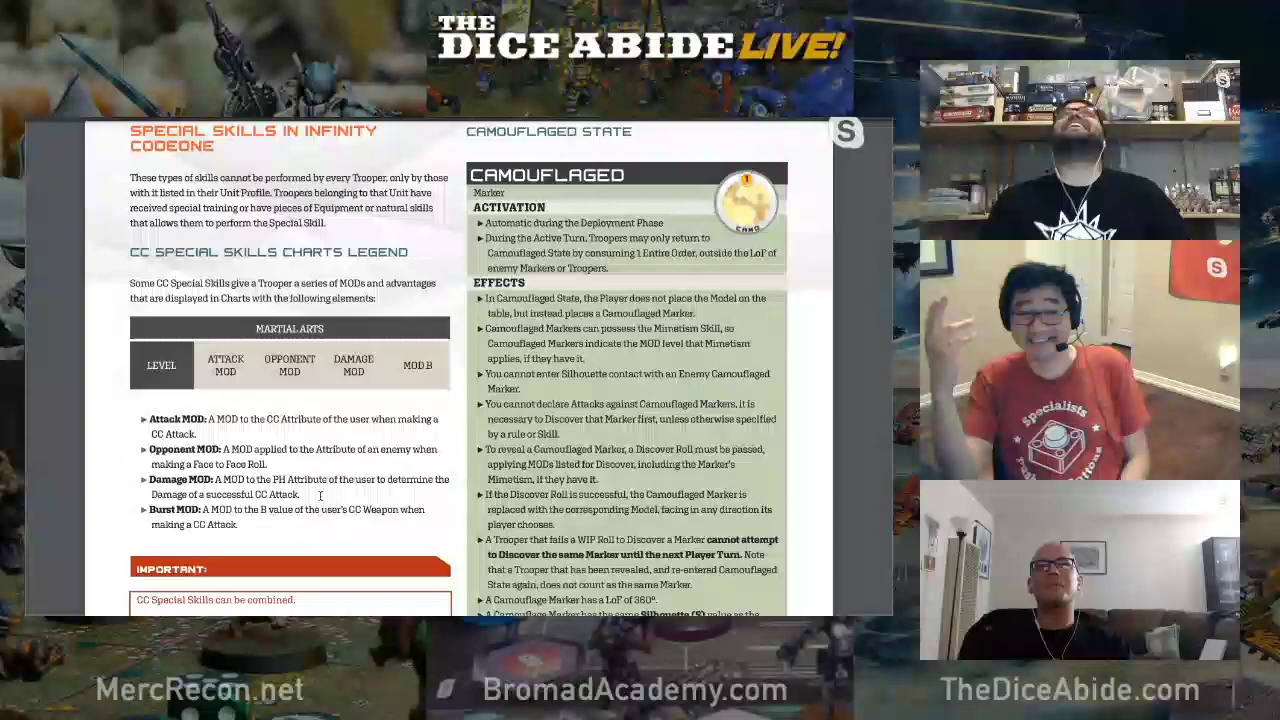 THE
DICE ABIDE LIVE!
SPECIAL SKILLS IN INFINITY
CODEONE
These types of skills cannot be performed by every Trooper, only by those
with it listed in their Unit Profile. Troopers belonging to that Unit have
received special training or have pieces of Equipment or natural skills
that allows them to perform the Special Skill.
CC SPECIAL SKILLS CHARTS LEGEND
Some CC Special Skills give a Trooper a series of MODs and advantages
that are displayed in Charts with the following elements:
MARTIAL ARTS
LEVEL ATTACK MOD OPPONENT MOD DAMAGE MOD MOD B
▶ Attack MOD: A MOD to the CC Attribute of the user when making a
CC Attack.
▶ Opponent MOD: A MOD applied to the Attribute of an enemy when
making a Face to Face Roll.
▶ Damage MOD: A MOD to the PH Attribute of the user to determine the
Damage of a successful CC Attack.
▶ Burst MOD: A MOD to the B value of the user's CC Weapon when
making a CC Attack.
IMPORTANT:
CC Special Skills can be combined.
CAMOUFLAGED STATE
CAMOUFLAGED
1
CAMO
Marker
ACTIVATION
▶ Automatic during the Deployment Phase
▶ During the Active Turn, Troopers may only return to
Camouflaged State by consuming 1 Entire Order, outside the LoF of
enemy Markers or Troopers.
EFFECTS
▶ In Camouflaged State, the Player does not place the Model on the
table, but instead places a Camouflaged Marker.
▶ Camouflaged Markers can possess the Mimetism Skill, so
Camouflaged Markers indicate the MOD level that Mimetism
applies, if they have it.
▶ You cannot enter Silhouette contact with an Enemy Camouflaged
Marker.
▶ You cannot declare Attacks against Camouflaged Markers, it is
necessary to Discover that Marker first, unless otherwise specified
by a rule or Skill.
▶ To reveal a Camouflaged Marker, a Discover Roll must be passed,
applying MODs listed for Discover, including the Marker's
Mimetism, if they have it.
▶ If the Discover Roll is successful, the Camouflaged Marker is
replaced with the corresponding Model, facing in any direction its
player chooses.
▶ A Trooper that fails a WIP Roll to Discover a Marker cannot attempt
to Discover the same Marker until the next Player Turn. Note
that a Trooper that has been revealed, and re-entered Camouflaged
State again, does not count as the same Marker.
▶ A Camouflage Marker has a LoF of 360º.
▶ A Camouflage Marker has the same Silhouette (S) value as the
S
S
S
Specialists
MercRecon.net
BromadAcademy.com
TheDiceAbide.com